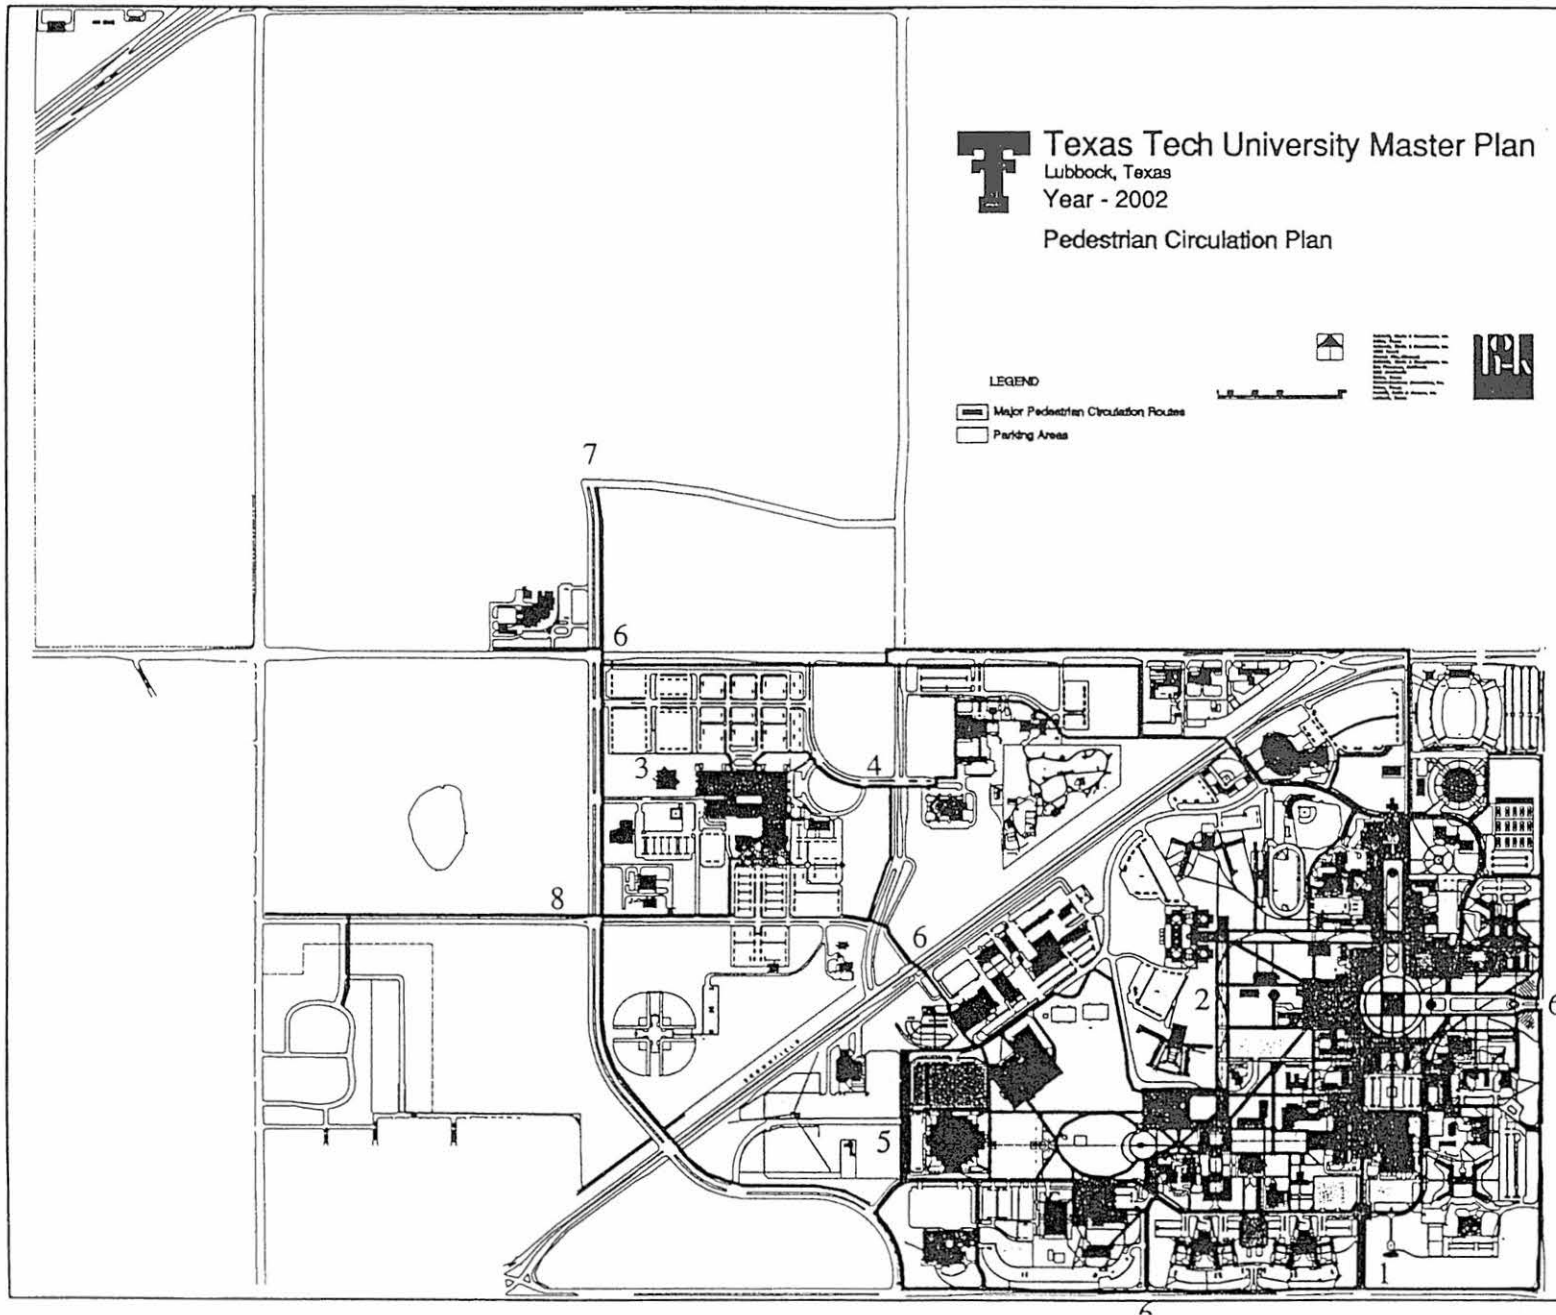 Texas Tech University Master Plan
Lubbock, Texas
Year - 2002
Pedestrian Circulation Plan
LEGEND
Major Pedestrian Circulation Routes
Parking Areas
7
6
3
4
8
6
2
6
5
1
6